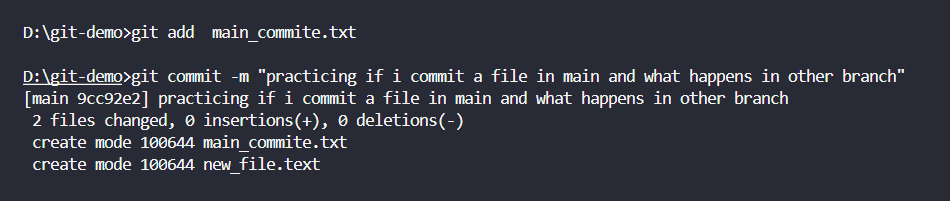 D:\git-demo>git add  main_commite.txt
D:\git-demo>git commit -m "practicing if i commit a file in main and what happens in other branch"
[main 9cc92e2] practicing if i commit a file in main and what happens in other branch
 2 files changed, 0 insertions(+), 0 deletions(-)
 create mode 100644 main_commite.txt
 create mode 100644 new_file.text